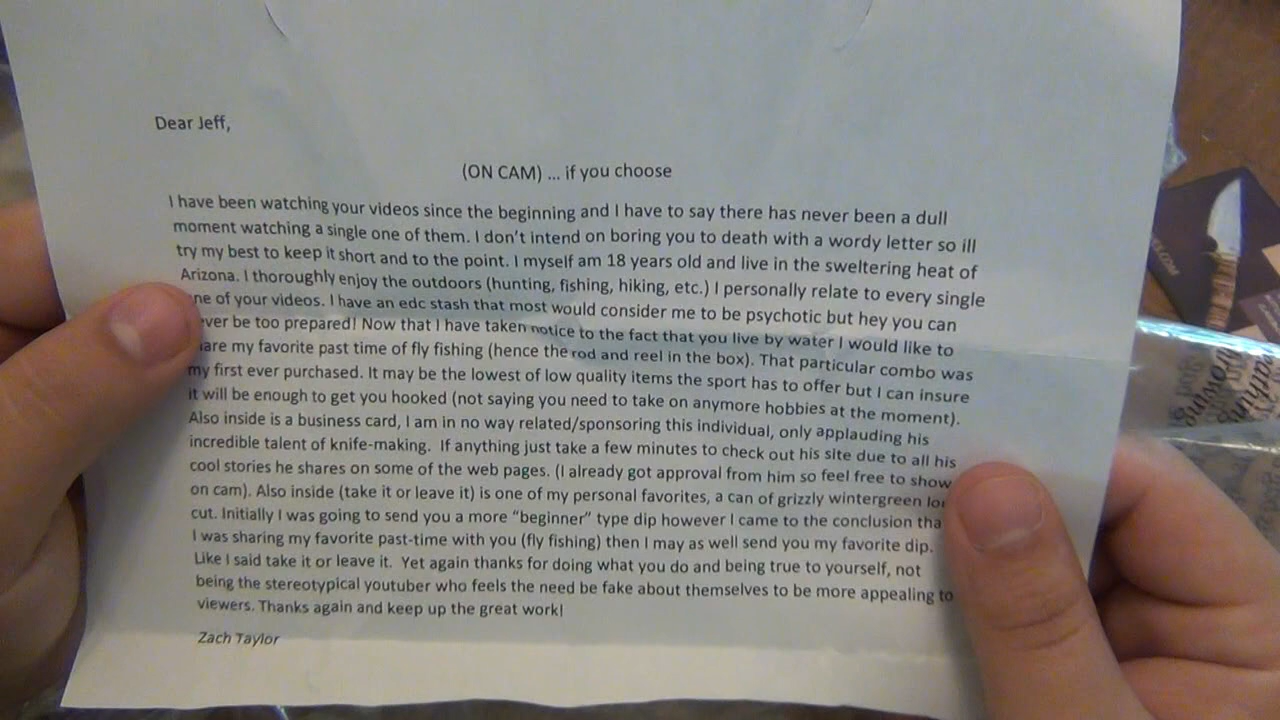 Dear Jeff,
(ON CAM) ... if you choose
I have been watching your videos since the beginning and I have to say there has never been a dull
moment watching a single one of them. I don't intend on boring you to death with a wordy letter so ill
try my best to keep it short and to the point. I myself am 18 years old and live in the sweltering heat of
Arizona. I thoroughly enjoy the outdoors (hunting, fishing, hiking, etc.) I personally relate to every single
ne of your videos. I have an edc stash that most would consider me to be psychotic but hey you can
ever be too prepared! Now that I have taken notice to the fact that you live by water I would like to
are my favorite past time of fly fishing (hence the rod and reel in the box). That particular combo was
my first ever purchased. It may be the lowest of low quality items the sport has to offer but I can insure
it will be enough to get you hooked (not saying you need to take on anymore hobbies at the moment).
Also inside is a business card, I am in no way related/sponsoring this individual, only applauding his
incredible talent of knife-making. If anything just take a few minutes to check out his site due to all his
cool stories he shares on some of the web pages. (I already got approval from him so feel free to show
on cam). Also inside (take it or leave it) is one of my personal favorites, a can of grizzly wintergreen lo
cut. Initially I was going to send you a more “beginner” type dip however I came to the conclusion tha
I was sharing my favorite past-time with you (fly fishing) then I may as well send you my favorite dip.
Like I said take it or leave it. Yet again thanks for doing what you do and being true to yourself, not
being the stereotypical youtuber who feels the need be fake about themselves to be more appealing to
viewers. Thanks again and keep up the great work!
Zach Taylor